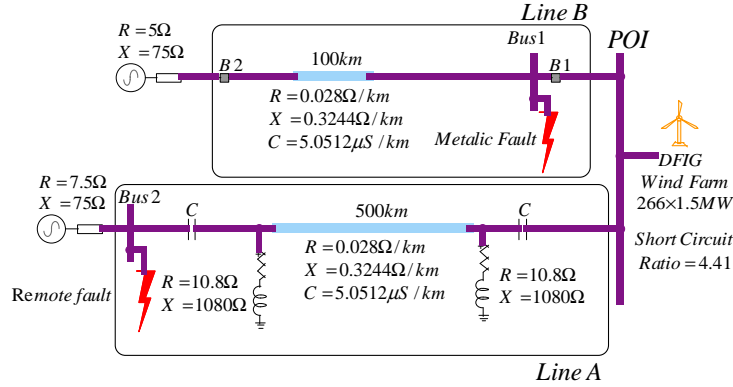 Line B
R = 5Ω
X = 75Ω
B 2
100km
Bus1
B 1
POI
R = 0.028Ω / km
X = 0.3244Ω / km
C = 5.0512μS / km
Metalic Fault
DFIG
Wind Farm
266×1.5MW
Short Circuit
Ratio = 4.41
R = 7.5Ω
X = 75Ω
Bus2
C
500km
C
R = 0.028Ω / km
X = 0.3244Ω / km
C = 5.0512μS / km
R = 10.8Ω
X = 1080Ω
R = 10.8Ω
X = 1080Ω
Remote fault
Line A